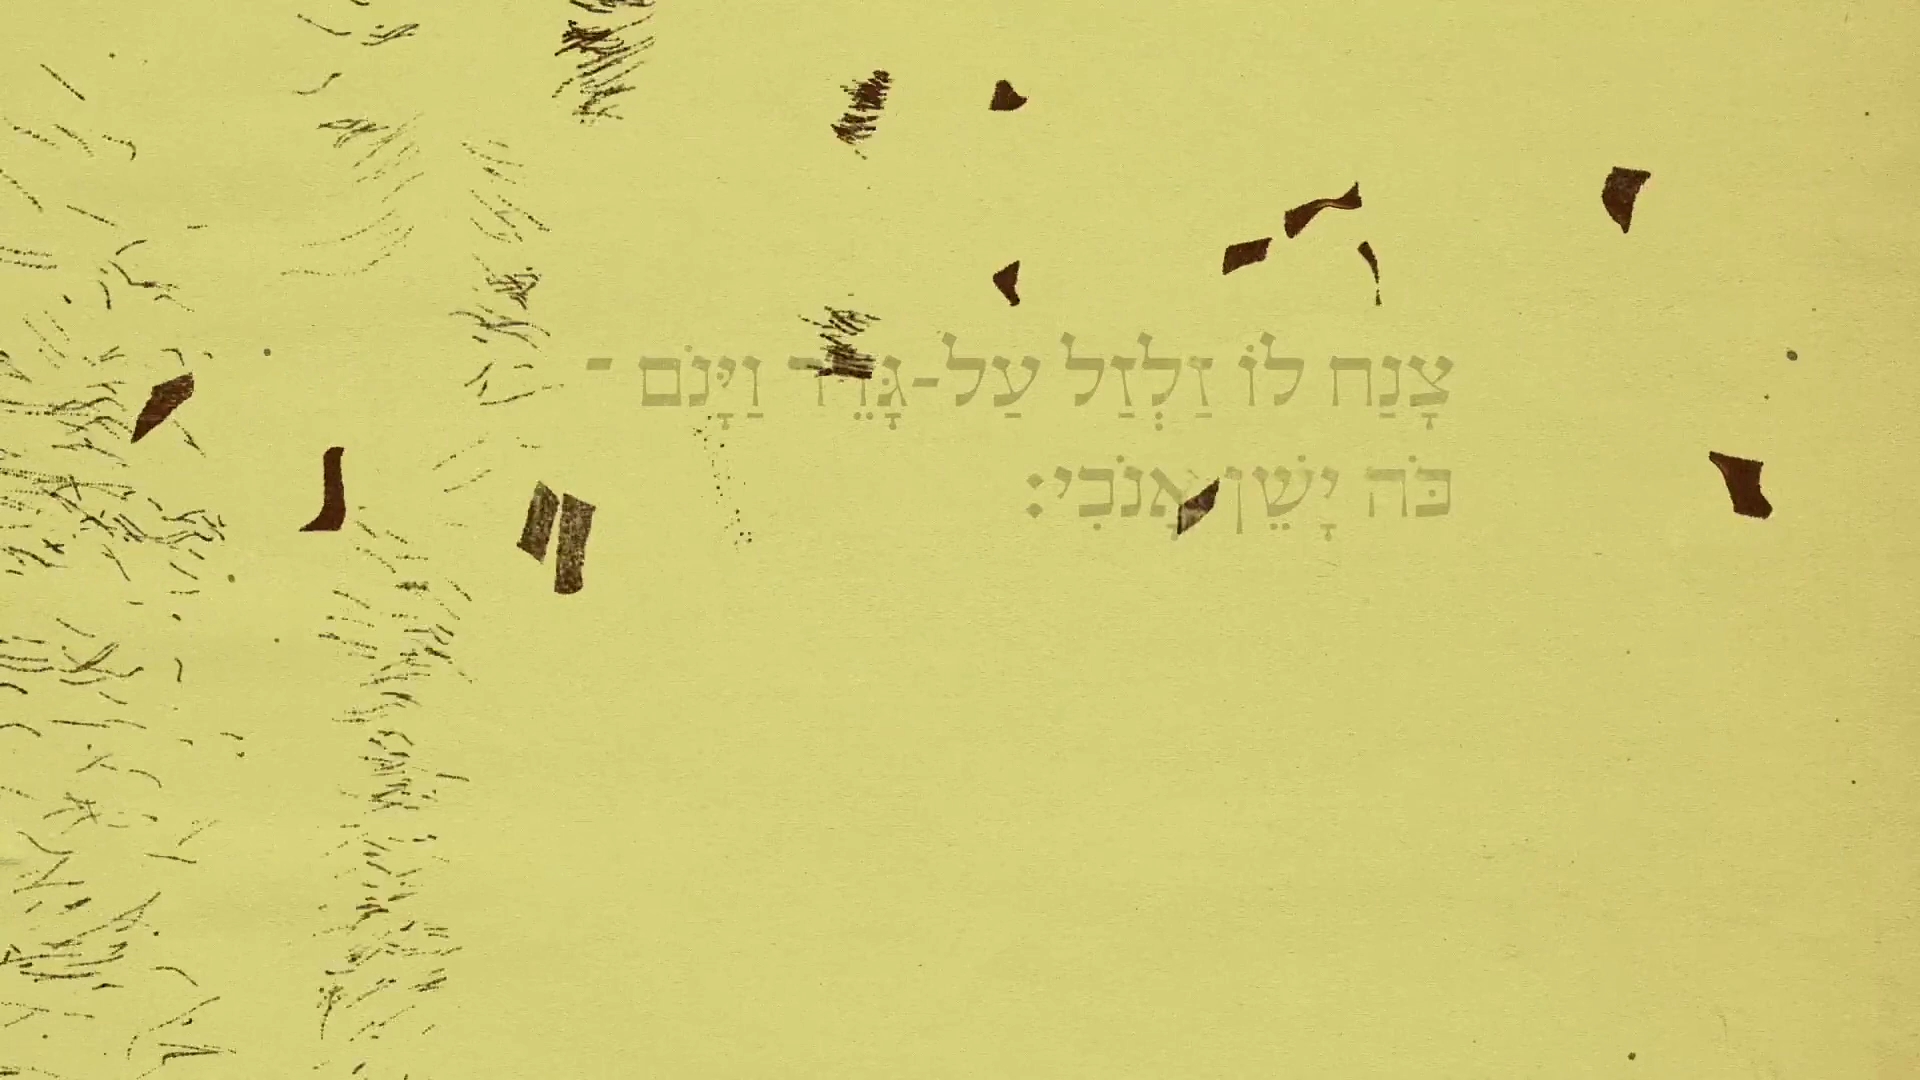 צָנַח לוֹ זַלְזַל עַל-גָּדֵר וַיָּנֹם -
כֹּה יָשֵׁן אָנֹכִי: